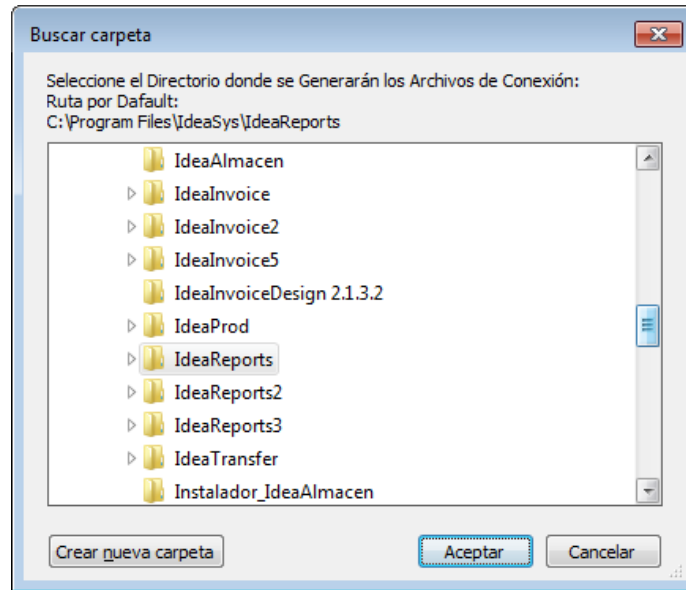 Buscar carpeta
Seleccione el Directorio donde se Generarán los Archivos de Conexión:
Ruta por Dafault:
C:\Program Files\IdeaSys\IdeaReports
IdeaAlmacen
IdeaInvoice
IdeaInvoice2
IdeaInvoice5
IdeaInvoiceDesign 2.1.3.2
IdeaProd
IdeaReports
IdeaReports2
IdeaReports3
IdeaTransfer
Instalador_IdeaAlmacen
Crear nueva carpeta
Aceptar
Cancelar